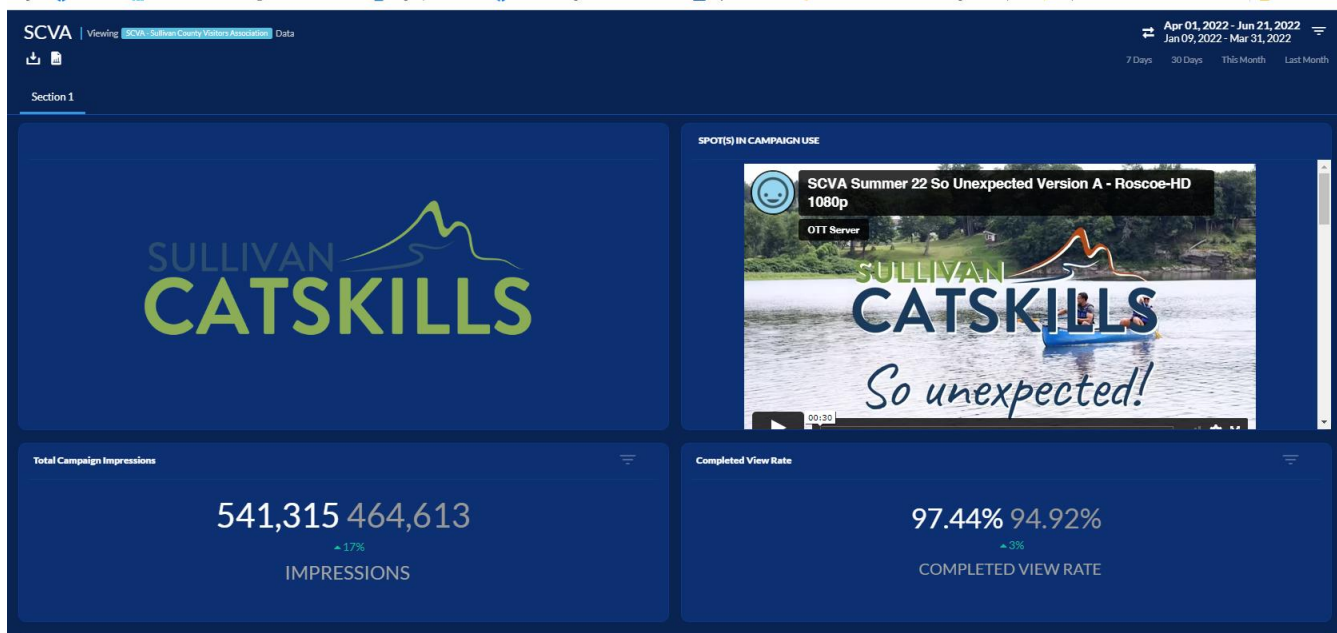 SCVA | Viewing SCVA - Sullivan County Visitors Association Data
Apr 01, 2022 - Jun 21, 2022
Jan 09, 2022 - Mar 31, 2022
7 Days 30 Days This Month Last Month
Section 1
SULLIVAN
CATSKILLS
SPOT(S) IN CAMPAIGN USE
SCVA Summer 22 So Unexpected Version A - Roscoe-HD
1080p
OTT Server
SULLIVAN
CATSKILLS
So unexpected!
00:30
Total Campaign Impressions
541,315 464,613
17%
IMPRESSIONS
Completed View Rate
97.44% 94.92%
3%
COMPLETED VIEW RATE